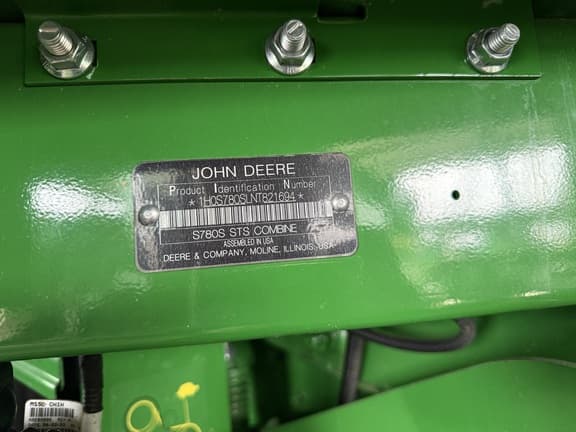 JOHN DEERE
Product Identification Number
*1H0S780SLNT821694*
S780S STS COMBINE
ASSEMBLED IN USA
DEERE & COMPANY, MOLINE, ILLINOIS, USA